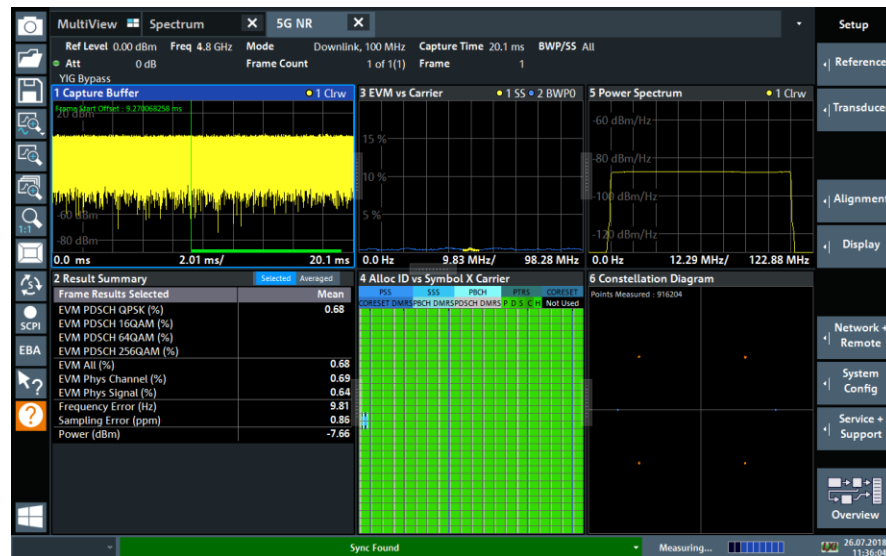 MultiView Spectrum 5G NR
Ref Level 0.00 dBm Freq 4.8 GHz Mode Downlink, 100 MHz Capture Time 20.1 ms BWP/SS All
Att 0 dB Frame Count 1 of 1(1) Frame 1
YIG Bypass
1 Capture Buffer 1 Clrw
Frame Start Offset : 9.270068258 ms
20 dBm
-60 dBm
-80 dBm
0.0 ms 2.01 ms/ 20.1 ms
3 EVM vs Carrier 1 SS 2 BWP0
15 %
10 %
5 %
0.0 Hz 9.83 MHz/ 98.28 MHz
5 Power Spectrum 1 Clrw
-60 dBm/Hz
-80 dBm/Hz
-100 dBm/Hz
-120 dBm/Hz
0.0 Hz 12.29 MHz/ 122.88 MHz
2 Result Summary Selected Averaged
Frame Results Selected Mean
EVM PDSCH QPSK (%) 0.68
EVM PDSCH 16QAM (%)
EVM PDSCH 64QAM (%)
EVM PDSCH 256QAM (%)
EVM All (%) 0.68
EVM Phys Channel (%) 0.69
EVM Phys Signal (%) 0.64
Frequency Error (Hz) 9.81
Sampling Error (ppm) 0.86
Power (dBm) -7.66
4 Alloc ID vs Symbol X Carrier
PSS SSS PBCH PTRS CORESET
CORESET DMRS PBCH DMRS PDSCH DMRS P D S C H Not Used
6 Constellation Diagram
Points Measured : 916204
1:1
SCPI
EBA
Setup
Reference
Transduce
Alignment
Display
Network +
Remote
System
Config
Service +
Support
Overview
Sync Found
Measuring...
26.07.2018
11:36:04